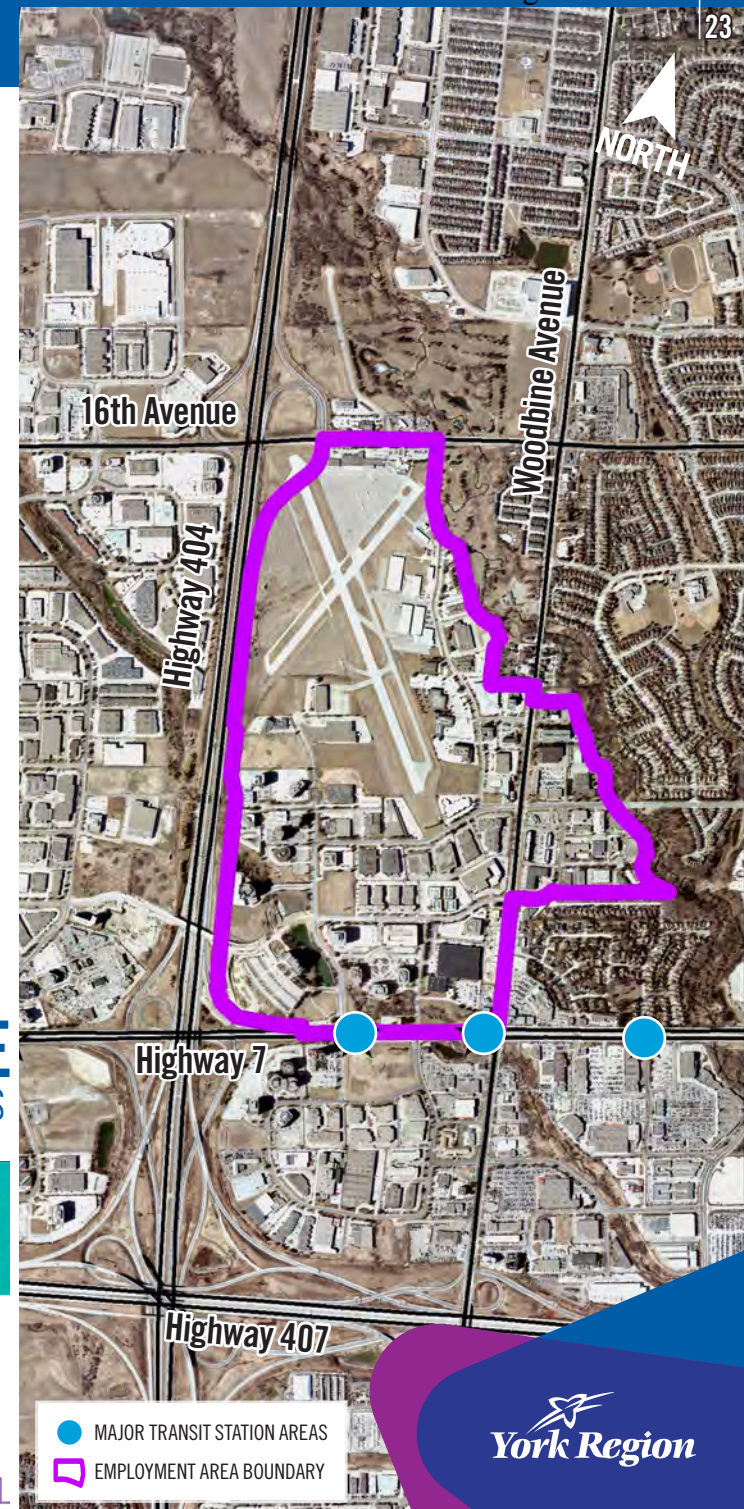 23
NORTH
Woodbine Avenue
16th Avenue
Highway 404
Highway 7
Highway 407
MAJOR TRANSIT STATION AREAS
EMPLOYMENT AREA BOUNDARY
York Region